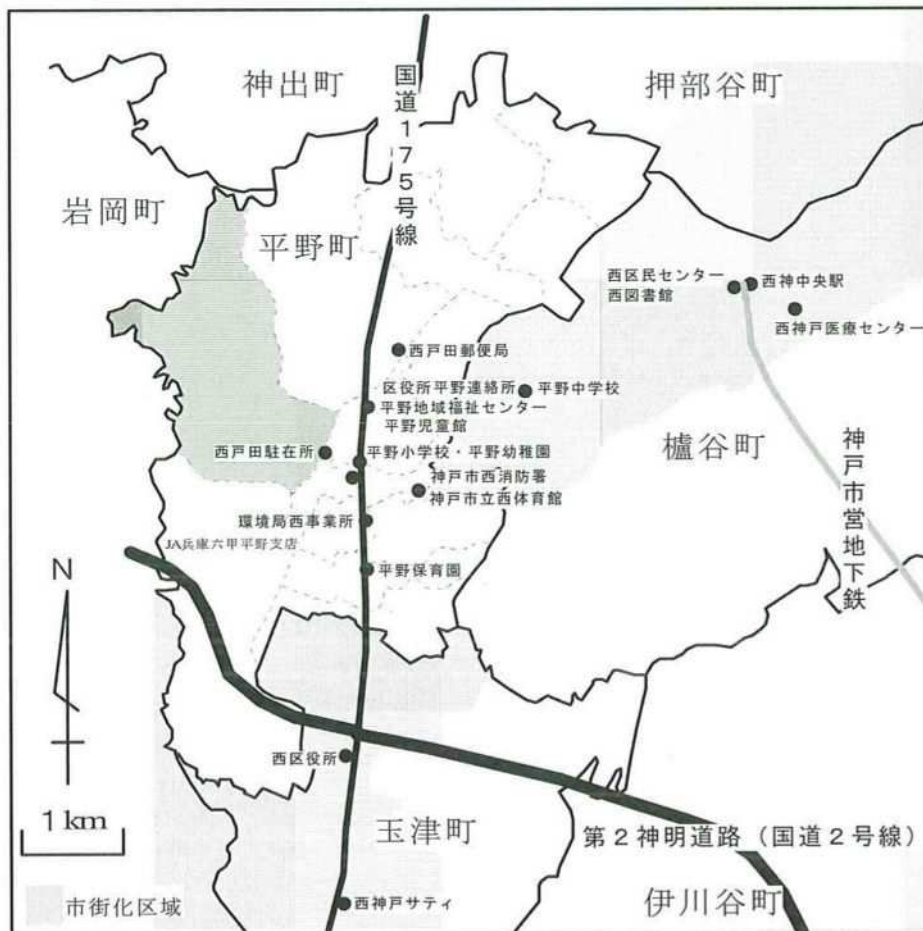 神出町
国道175号線
押部谷町
岩岡町
平野町
西区民センター
西図書館
西神中央駅
西神戸医療センター
西戸田郵便局
区役所平野連絡所
平野地域福祉センター
平野児童館
平野中学校
櫨谷町
西戸田駐在所
平野小学校・平野幼稚園
神戸市西消防署
神戸市立西体育館
神戸市営地下鉄
環境局西事業所
JA兵庫六甲平野支店
平野保育園
N
西区役所
1km
玉津町
第2神明道路(国道2号線)
市街化区域
西神戸サティ
伊川谷町